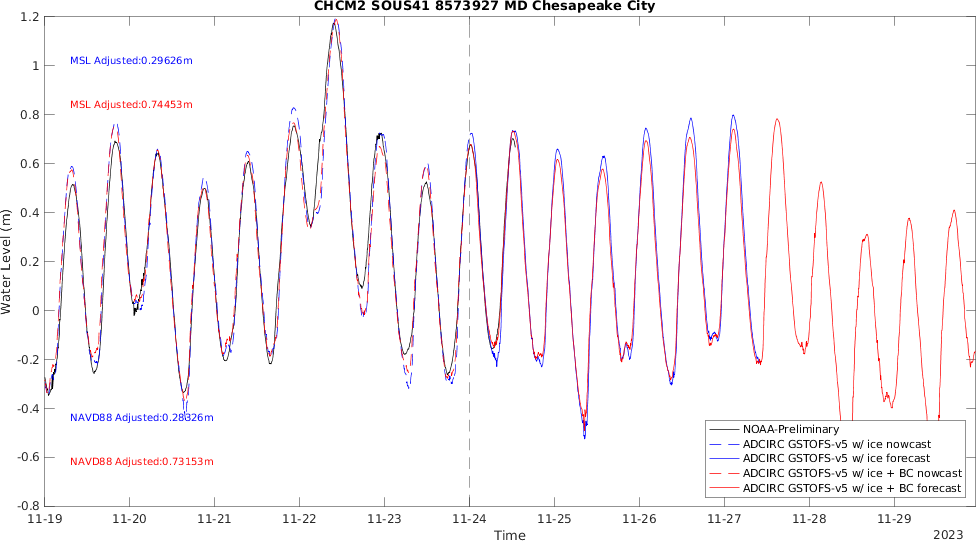 CHCM2 SOUS41 8573927 MD Chesapeake City
1.2
1
0.8
0.6
0.4
0.2
0
-0.2
-0.4
-0.6
-0.8
Water Level (m)
MSL Adjusted:0.29626m
MSL Adjusted:0.74453m
NAVD88 Adjusted:0.28326m
NAVD88 Adjusted:0.73153m
NOAA-Preliminary
ADCIRC GSTOFS-v5 w/ ice nowcast
ADCIRC GSTOFS-v5 w/ ice forecast
ADCIRC GSTOFS-v5 w/ ice + BC nowcast
ADCIRC GSTOFS-v5 w/ ice + BC forecast
11-19 11-20 11-21 11-22 11-23 11-24 11-25 11-26 11-27 11-28 11-29
Time
2023